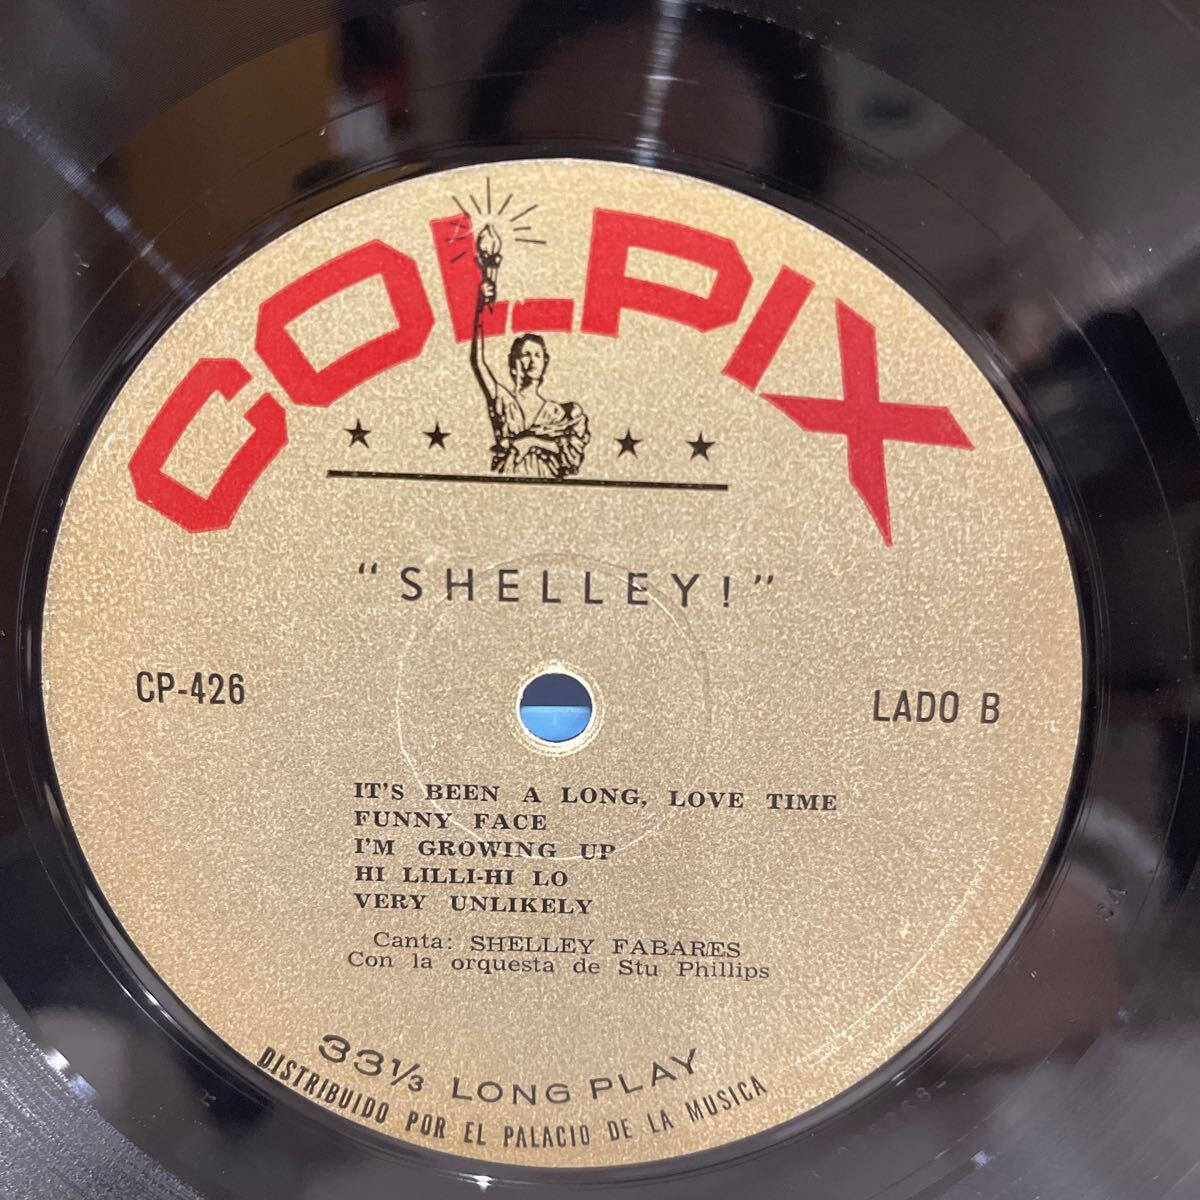 COLPIX
"SHELLEY!"
CP-426
LADO B
IT'S BEEN A LONG, LOVE TIME
FUNNY FACE
I'M GROWING UP
HI LILLI-HI LO
VERY UNLIKELY
Canta: SHELLEY FABARES
Con la orquesta de Stu Phillips
33 1/3 LONG PLAY
DISTRIBUIDO POR EL PALACIO DE LA MUSICA